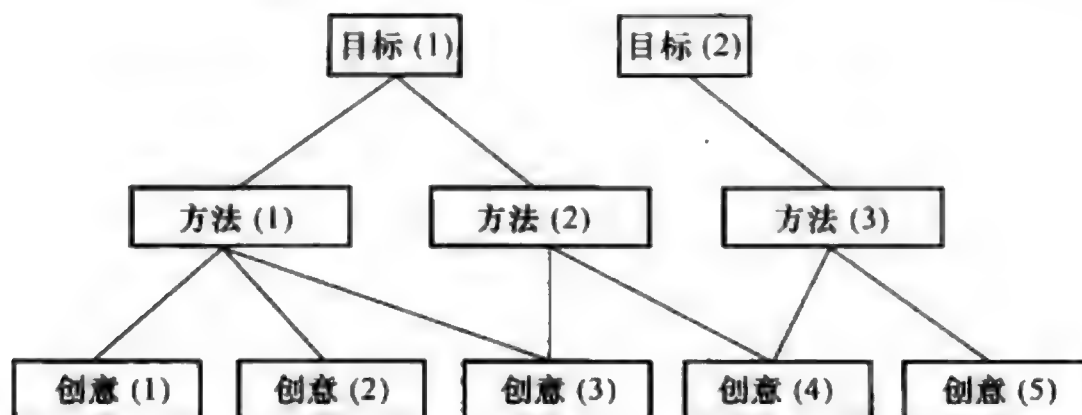 目标 (1) 目标 (2)
方法 (1) 方法 (2) 方法 (3)
创意 (1) 创意 (2) 创意 (3) 创意 (4) 创意 (5)